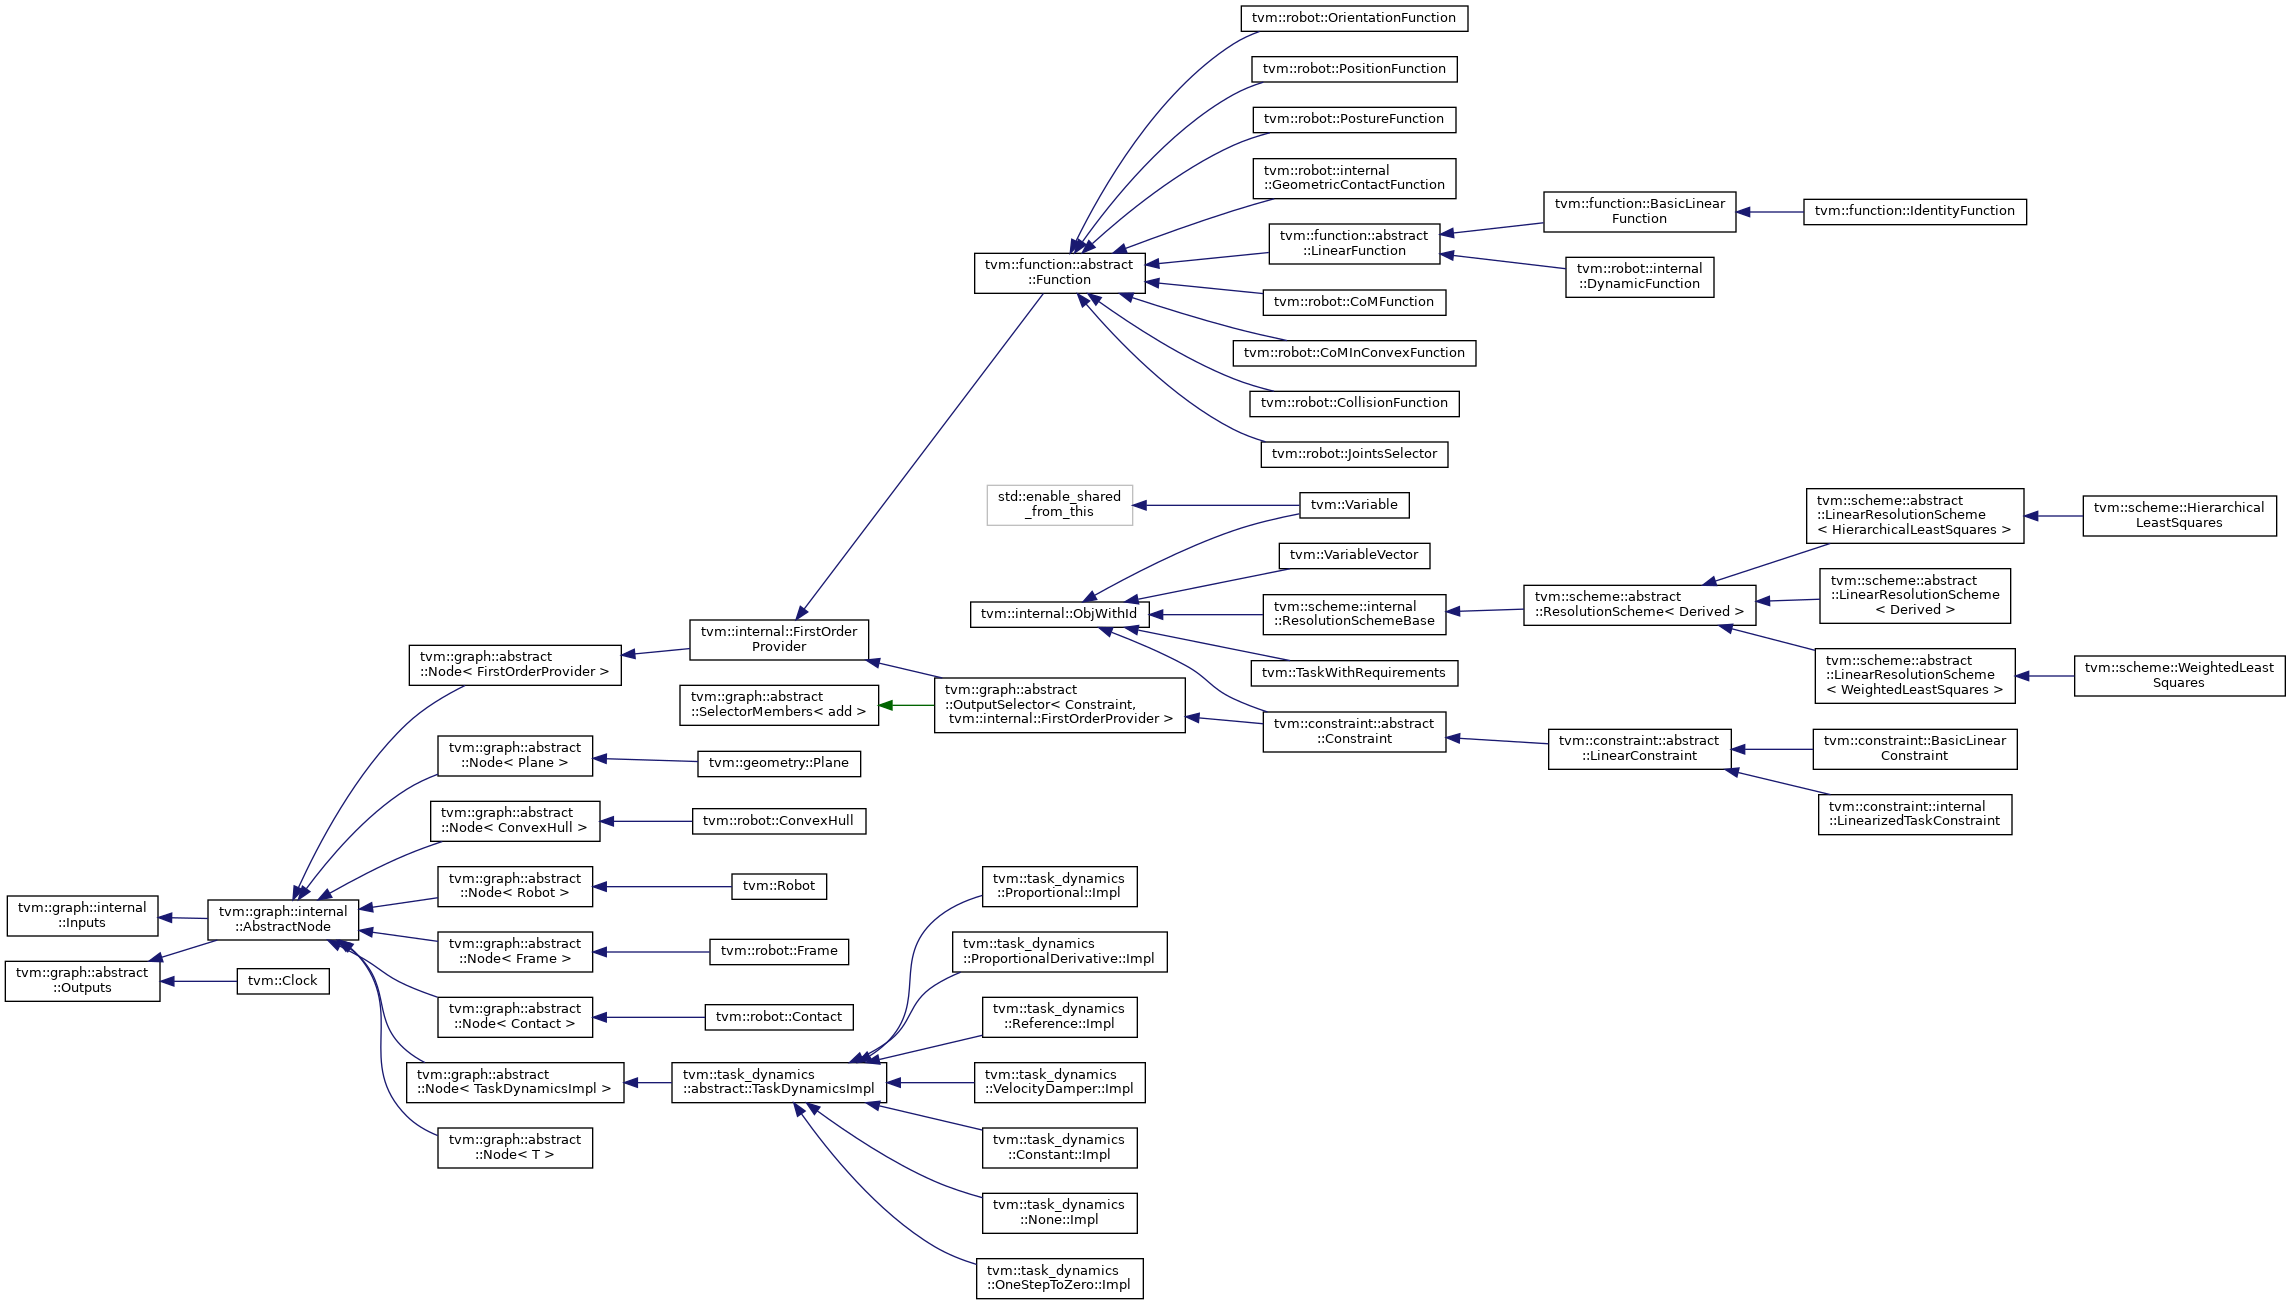 tvm::robot::OrientationFunction
tvm::robot::PositionFunction
tvm::robot::PostureFunction
tvm::robot::internal
::GeometricContactFunction
tvm::function::BasicLinear
Function
tvm::function::IdentityFunction
tvm::function::abstract
::LinearFunction
tvm::function::abstract
::Function
tvm::robot::internal
::DynamicFunction
tvm::robot::CoMFunction
tvm::robot::CoMInConvexFunction
tvm::robot::CollisionFunction
tvm::robot::JointsSelector
std::enable_shared
_from_this
tvm::Variable
tvm::scheme::abstract
::LinearResolutionScheme
< HierarchicalLeastSquares >
tvm::scheme::Hierarchical
LeastSquares
tvm::VariableVector
tvm::scheme::abstract
::LinearResolutionScheme
< Derived >
tvm::internal::ObjWithId
tvm::scheme::internal
::ResolutionSchemeBase
tvm::scheme::abstract
::ResolutionScheme< Derived >
tvm::internal::FirstOrder
Provider
tvm::graph::abstract
::Node< FirstOrderProvider >
tvm::TaskWithRequirements
tvm::scheme::abstract
::LinearResolutionScheme
< WeightedLeastSquares >
tvm::scheme::WeightedLeast
Squares
tvm::graph::abstract
::SelectorMembers< add >
tvm::graph::abstract
::OutputSelector< Constraint,
tvm::internal::FirstOrderProvider >
tvm::constraint::abstract
::Constraint
tvm::constraint::abstract
::LinearConstraint
tvm::constraint::BasicLinear
Constraint
tvm::graph::abstract
::Node< Plane >
tvm::geometry::Plane
tvm::constraint::internal
::LinearizedTaskConstraint
tvm::graph::abstract
::Node< ConvexHull >
tvm::robot::ConvexHull
tvm::graph::abstract
::Node< Robot >
tvm::Robot
tvm::task_dynamics
::Proportional::Impl
tvm::graph::internal
::Inputs
tvm::graph::internal
::AbstractNode
tvm::graph::abstract
::Node< Frame >
tvm::robot::Frame
tvm::task_dynamics
::ProportionalDerivative::Impl
tvm::graph::abstract
::Outputs
tvm::Clock
tvm::graph::abstract
::Node< Contact >
tvm::robot::Contact
tvm::task_dynamics
::Reference::Impl
tvm::graph::abstract
::Node< TaskDynamicsImpl >
tvm::task_dynamics
::abstract::TaskDynamicsImpl
tvm::task_dynamics
::VelocityDamper::Impl
tvm::graph::abstract
::Node< T >
tvm::task_dynamics
::Constant::Impl
tvm::task_dynamics
::None::Impl
tvm::task_dynamics
::OneStepToZero::Impl